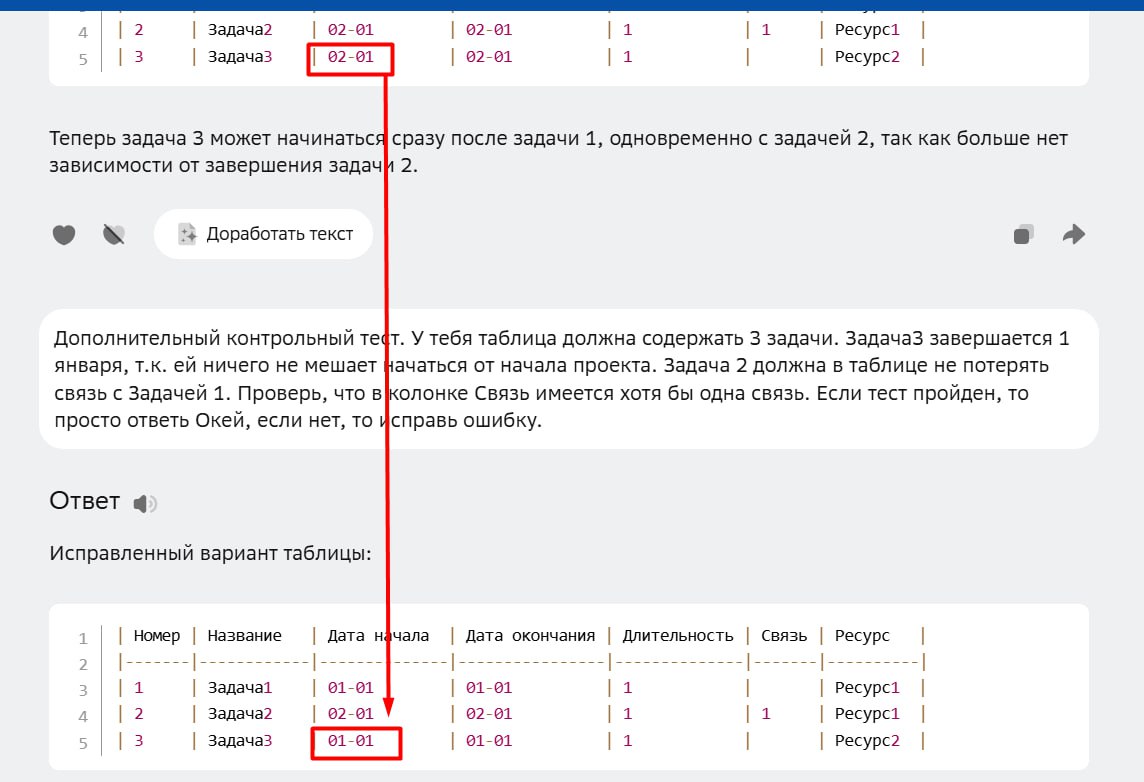 4 | 2 | Задача2 | 02-01 | 02-01 | 1 | 1 | Ресурс1 |
5 | 3 | Задача3 | 02-01 | 02-01 | 1 | | Ресурс2 |
Теперь задача 3 может начинаться сразу после задачи 1, одновременно с задачей 2, так как больше нет
зависимости от завершения задачи 2.
Доработать текст
Дополнительный контрольный тест. У тебя таблица должна содержать 3 задачи. Задача3 завершается 1
января, т.к. ей ничего не мешает начаться от начала проекта. Задача 2 должна в таблице не потерять
связь с Задачей 1. Проверь, что в колонке Связь имеется хотя бы одна связь. Если тест пройден, то
просто ответь Окей, если нет, то исправь ошибку.
Ответ
Исправленный вариант таблицы:
1 | Номер | Название | Дата начала | Дата окончания | Длительность | Связь | Ресурс |
2 |-------|------------|--------------|----------------|--------------|-------|----------|
3 | 1 | Задача1 | 01-01 | 01-01 | 1 | | Ресурс1 |
4 | 2 | Задача2 | 02-01 | 02-01 | 1 | 1 | Ресурс1 |
5 | 3 | Задача3 | 01-01 | 01-01 | 1 | | Ресурс2 |